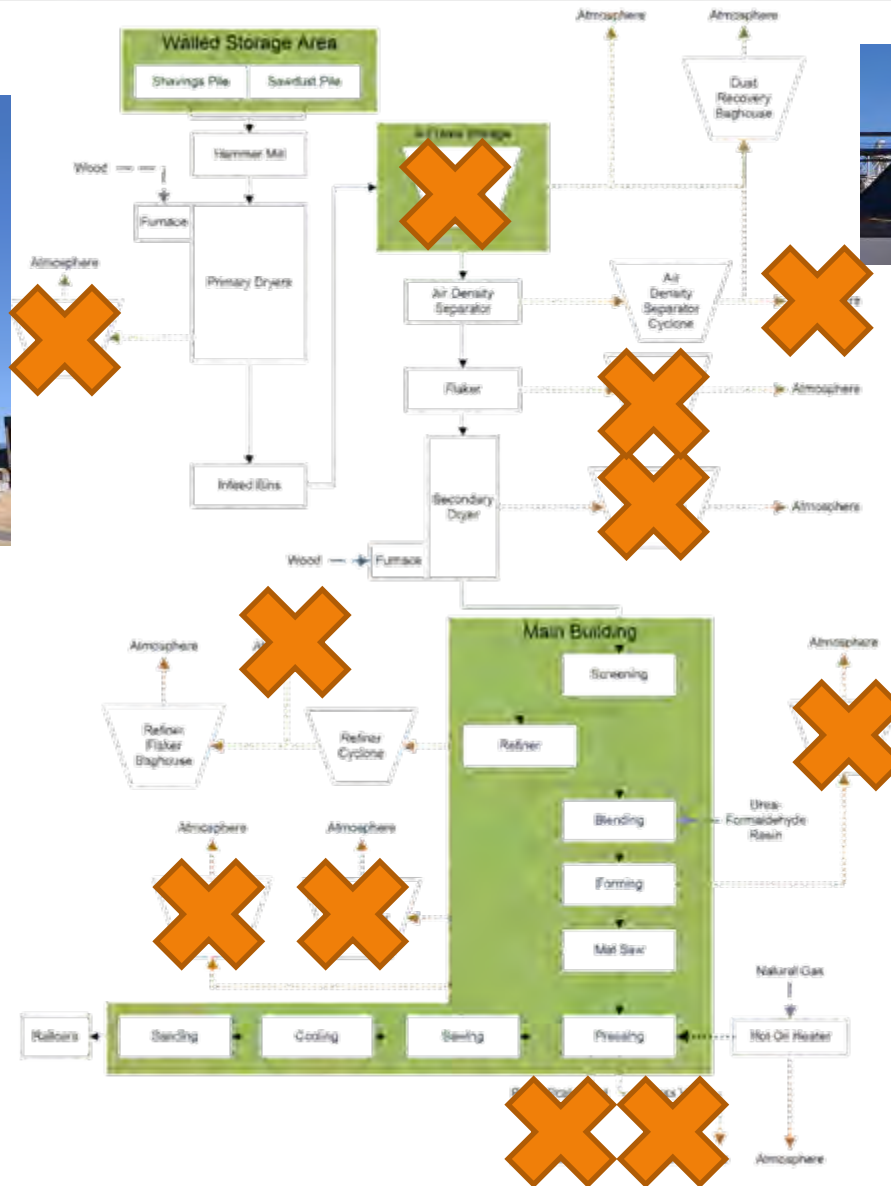 Atmosphere
Atmosphere
Walled Storage Area
Shavings Pile
Sawdust Pile
Dust
Recovery
Baghouse
Storage
Hammer Mill
Wood
Furnace
Atmosphere
Primary Dryers
Air Density
Separator
Air
Density
Separator
Cyclone
Flaker
Atmosphere
Infeed Bins
Secondary
Dryer
Atmosphere
Wood
Furnace
Main Building
Atmosphere
Atmosphere
Screening
Refiner
Flaker
Baghouse
Refiner
Cyclone
Refiner
Blending
Urea-
Formaldehyde
Resin
Atmosphere
Atmosphere
Forming
Mat Saw
Natural Gas
Railcars
Sanding
Cooling
Sawing
Pressing
Hot Oil Heater
Atmosphere